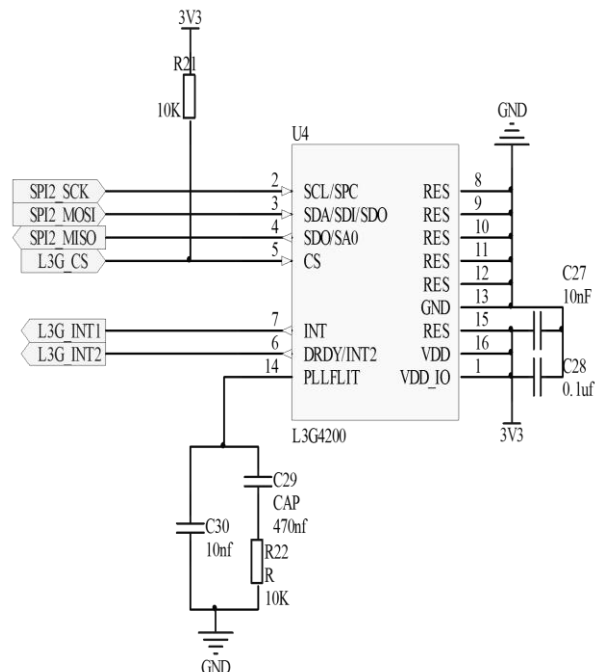 3V3
R21
10K
GND
U4
SPI2_SCK 2 SCL/SPC RES 8
SPI2_MOSI 3 SDA/SDI/SDO RES 9
SPI2_MISO 4 SDO/SA0 RES 10
L3G_CS 5 CS RES 11
RES 12
C27
GND 13
10nF
L3G_INT1 7 INT RES 15
L3G_INT2 6 DRDY/INT2 VDD 16
C28
14 PLLFLIT VDD_IO 1
0.1uf
L3G4200
3V3
C29
CAP
470nf
C30
10nf
R22
R
10K
GND